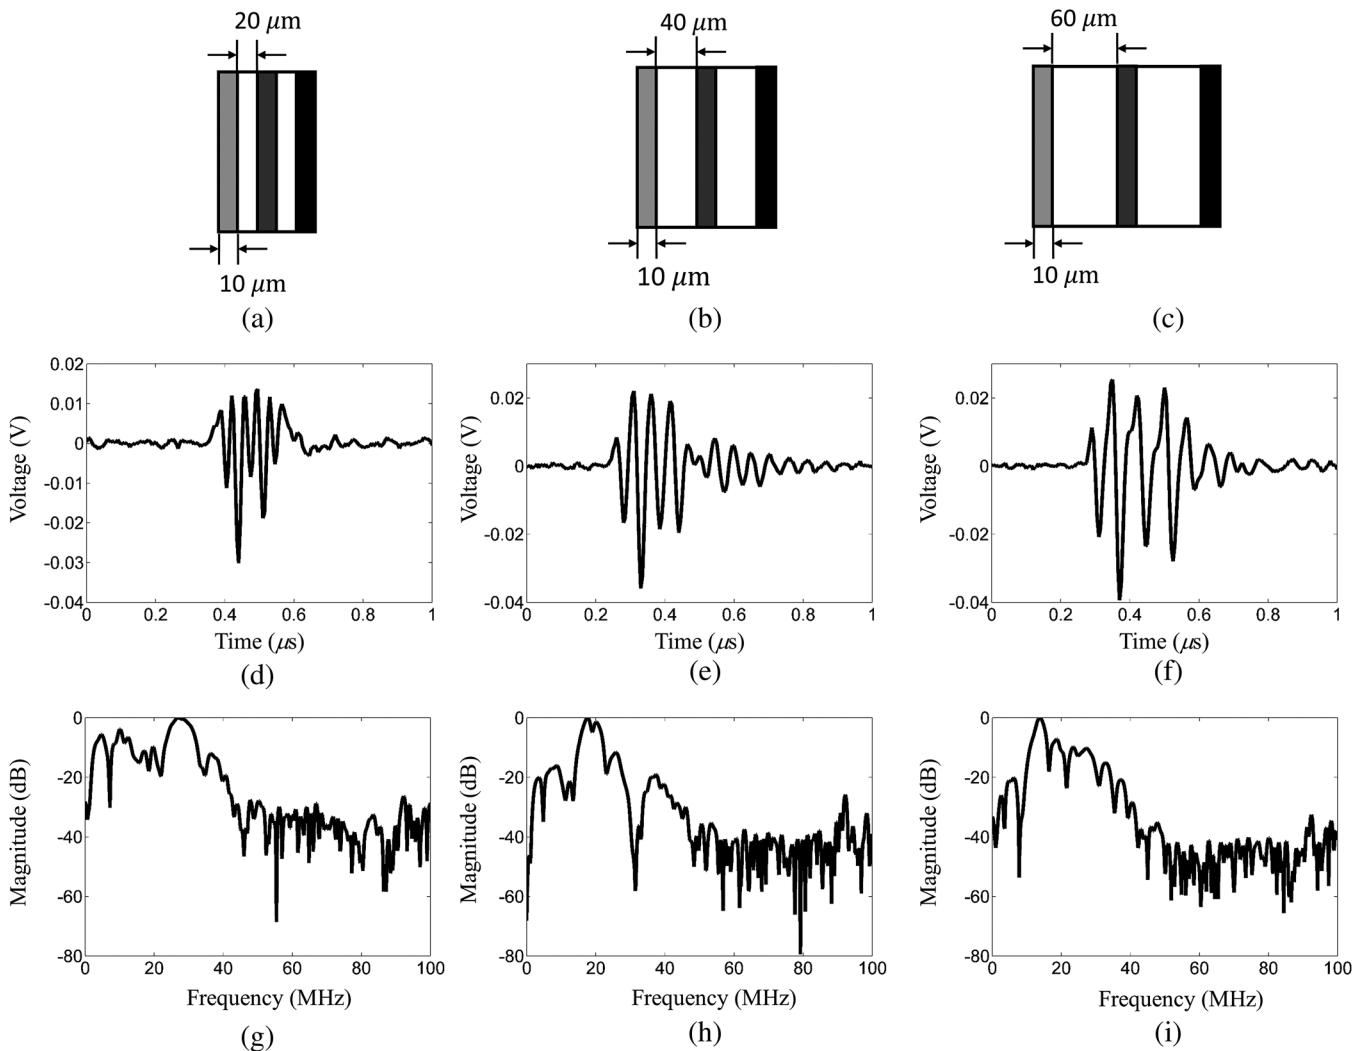 20 μm
40 μm
60 μm
10 μm
10 μm
10 μm
(a)
(b)
(c)
0.02
0.01
0
-0.01
-0.02
-0.03
-0.04
Voltage (V)
0 0.2 0.4 0.6 0.8 1
Time (μs)
(d)
0.02
0
-0.02
-0.04
Voltage (V)
0 0.2 0.4 0.6 0.8 1
Time (μs)
(e)
0.02
0
-0.02
-0.04
Voltage (V)
0 0.2 0.4 0.6 0.8 1
Time (μs)
(f)
0
-20
-40
-60
-80
Magnitude (dB)
0 20 40 60 80 100
Frequency (MHz)
(g)
0
-20
-40
-60
-80
Magnitude (dB)
0 20 40 60 80 100
Frequency (MHz)
(h)
0
-20
-40
-60
-80
Magnitude (dB)
0 20 40 60 80 100
Frequency (MHz)
(i)